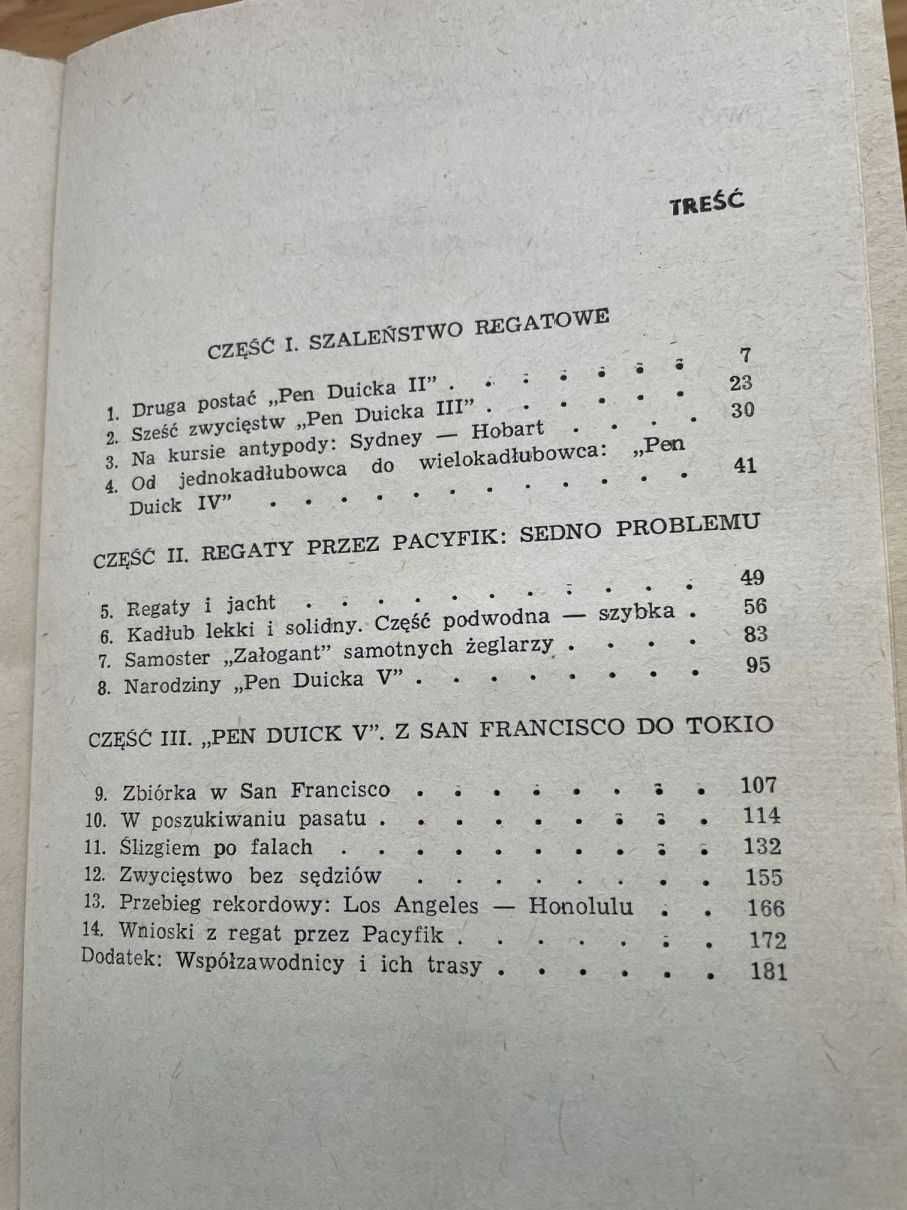 TREŚĆ
CZĘŚĆ I. SZALEŃSTWO REGATOWE
1. Druga postać „Pen Duicka II” . . . . . . . 7
2. Sześć zwycięstw „Pen Duicka III” . . . . . . 23
3. Na kursie antypody: Sydney — Hobart . . . . 30
4. Od jednokadłubowca do wielokadłubowca: „Pen
Duick IV” . . . . . . . . . . . . 41
CZĘŚĆ II. REGATY PRZEZ PACYFIK: SEDNO PROBLEMU
5. Regaty i jacht . . . . . . . . . . . 49
6. Kadłub lekki i solidny. Część podwodna — szybka . 56
7. Samoster „Załogant” samotnych żeglarzy . . . . 83
8. Narodziny „Pen Duicka V” . . . . . . . . 95
CZĘŚĆ III. „PEN DUICK V”. Z SAN FRANCISCO DO TOKIO
9. Zbiórka w San Francisco . . . . . . . . 107
10. W poszukiwaniu pasatu . . . . . . . . . 114
11. Ślizgiem po falach . . . . . . . . . . 132
12. Zwycięstwo bez sędziów . . . . . . . . 155
13. Przebieg rekordowy: Los Angeles — Honolulu . . 166
14. Wnioski z regat przez Pacyfik . . . . . . . 172
Dodatek: Współzawodnicy i ich trasy . . . . . . 181